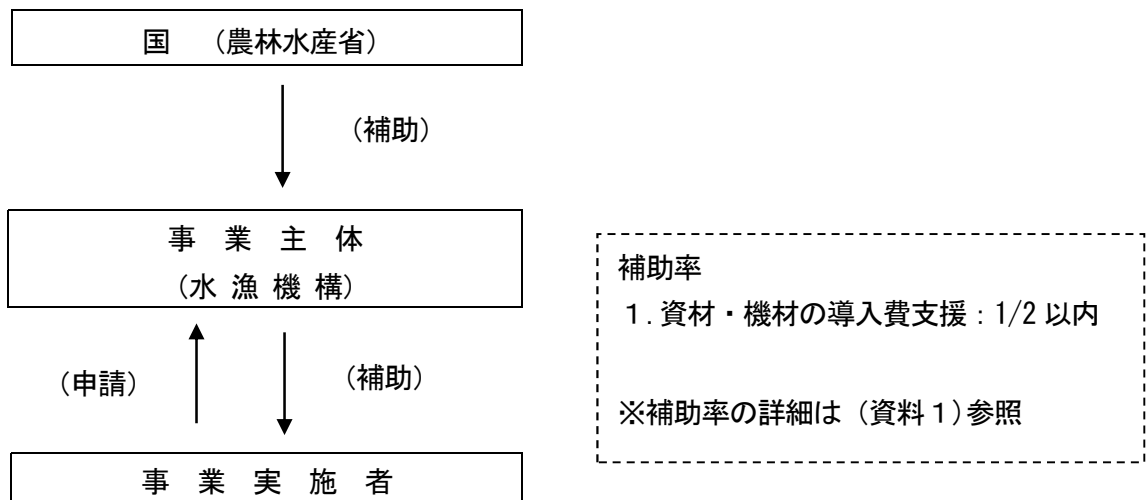 国　（農林水産省）
（補助）
事　業　主　体
（水 漁 機 構）
（申請）
（補助）
事　業　実　施　者
補助率
１．資材・機材の導入費支援：1/2 以内
※補助率の詳細は（資料１）参照